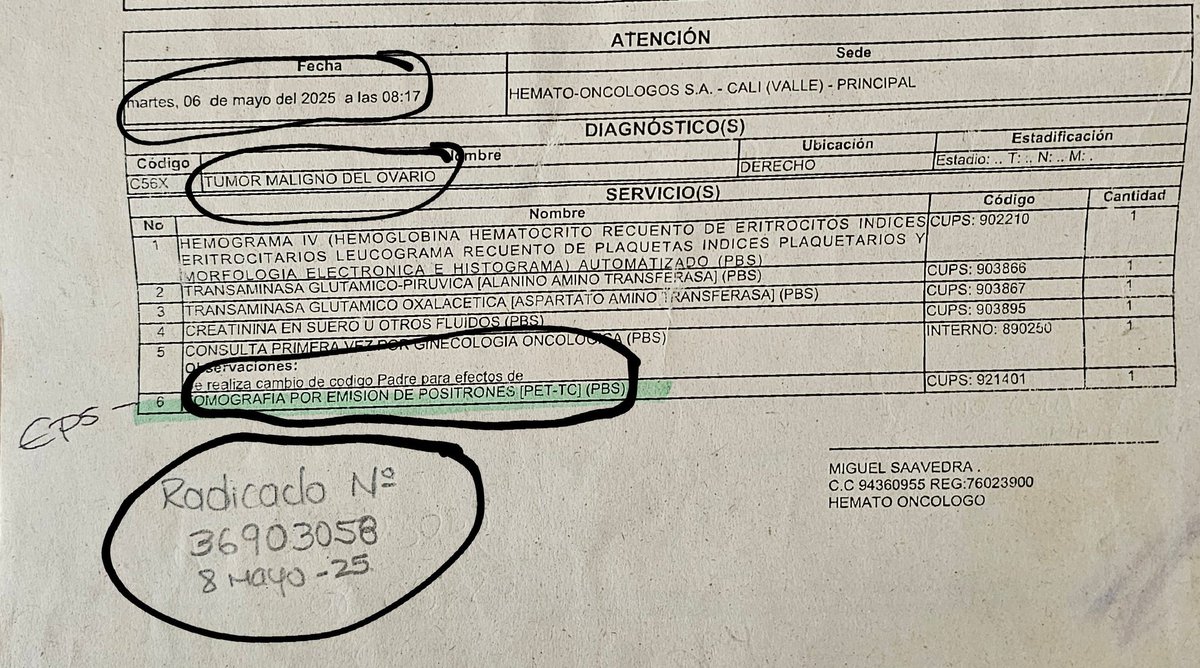 ATENCIÓN
Fecha
Sede
martes, 06 de mayo del 2025 a las 08:17
HEMATO-ONCOLOGOS S.A. - CALI (VALLE) - PRINCIPAL
DIAGNÓSTICO(S)
Código
Nombre
Ubicación
Estadificación
C56X
TUMOR MALIGNO DEL OVARIO
DERECHO
Estadio: .. T: . N: .. M: .
SERVICIO(S)
No
Nombre
Código
Cantidad
1
HEMOGRAMA IV (HEMOGLOBINA HEMATOCRITO RECUENTO DE ERITROCITOS INDICES
ERITROCITARIOS LEUCOGRAMA RECUENTO DE PLAQUETAS INDICES PLAQUETARIOS Y
MORFOLOGIA ELECTRONICA E HISTOGRAMA) AUTOMATIZADO (PBS)
CUPS: 902210
1
2
TRANSAMINASA GLUTAMICO-PIRUVICA [ALANINO AMINO TRANSFERASA] (PBS)
CUPS: 903866
1
3
TRANSAMINASA GLUTAMICO OXALACETICA [ASPARTATO AMINO TRANSFERASA] (PBS)
CUPS: 903867
1
4
CREATININA EN SUERO U OTROS FLUIDOS (PBS)
CUPS: 903895
1
5
CONSULTA PRIMERA VEZ POR GINECOLOGIA ONCOLOGICA (PBS)
INTERNO: 890250
1
Observaciones:
se realiza cambio de codigo Padre para efectos de
6
TOMOGRAFIA POR EMISION DE POSITRONES [PET-TC] (PBS)
CUPS: 921401
1
EPS
Radicado Nº
36903058
8 Mayo - 25
MIGUEL SAAVEDRA .
C.C 94360955 REG:76023900
HEMATO ONCOLOGO